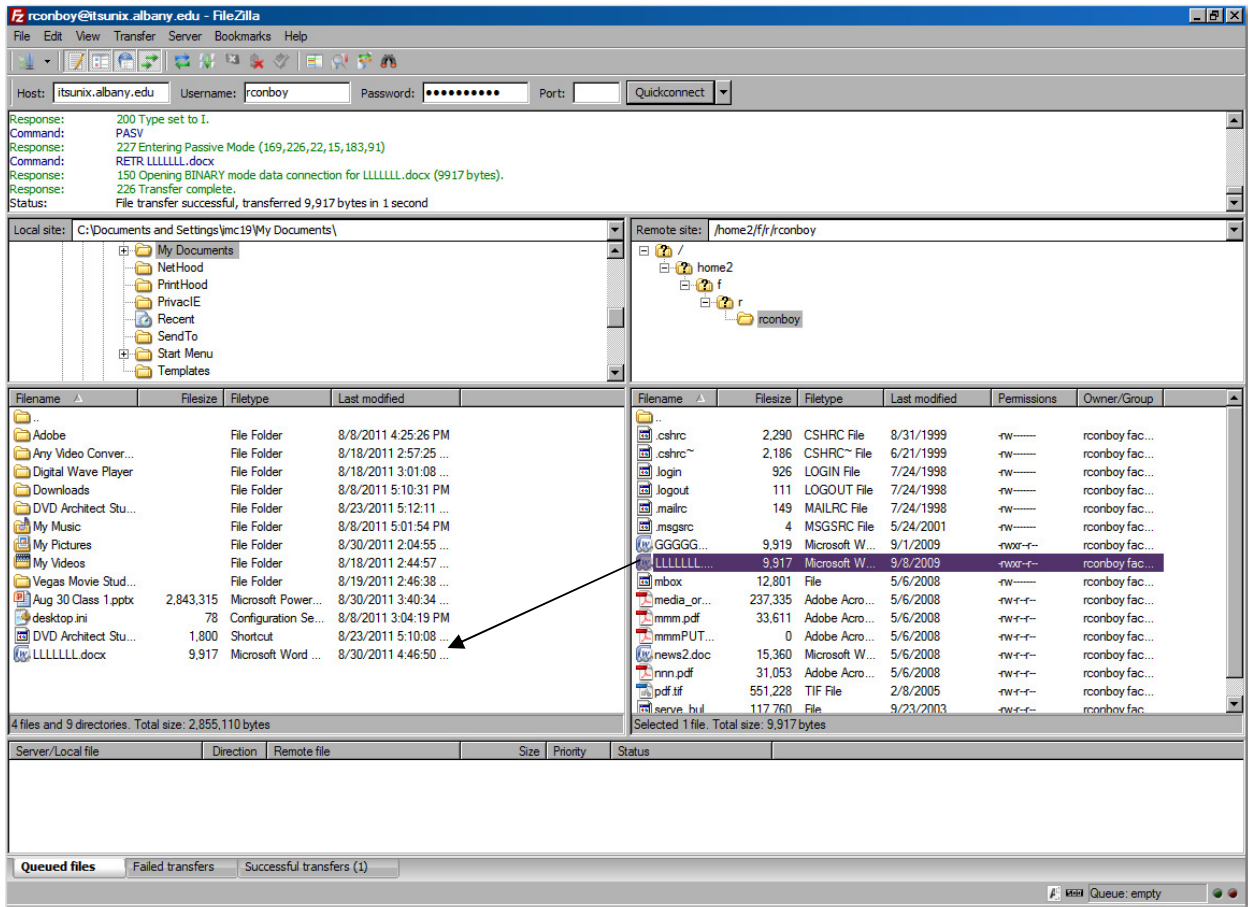 rconboy@itsunix.albany.edu - FileZilla
File Edit View Transfer Server Bookmarks Help
Host: itsunix.albany.edu Username: rconboy Password: •••••••••• Port: Quickconnect
Response: 200 Type set to I.
Command: PASV
Response: 227 Entering Passive Mode (169,226,22,15,183,91)
Command: RETR LLLLLLL.docx
Response: 150 Opening BINARY mode data connection for LLLLLLL.docx (9917 bytes).
Response: 226 Transfer complete.
Status: File transfer successful, transferred 9,917 bytes in 1 second
Local site: C:\Documents and Settings\jmc19\My Documents\
My Documents
NetHood
PrintHood
PrivacIE
Recent
SendTo
Start Menu
Templates
Remote site: /home2/f/r/rconboy
/
home2
f
r
rconboy
Filename Filesize Filetype Last modified
..
Adobe File Folder 8/8/2011 4:25:26 PM
Any Video Conver... File Folder 8/18/2011 2:57:25 ...
Digital Wave Player File Folder 8/18/2011 3:01:08 ...
Downloads File Folder 8/8/2011 5:10:31 PM
DVD Architect Stu... File Folder 8/23/2011 5:12:11 ...
My Music File Folder 8/8/2011 5:01:54 PM
My Pictures File Folder 8/30/2011 2:04:55 ...
My Videos File Folder 8/18/2011 2:44:57 ...
Vegas Movie Stud... File Folder 8/19/2011 2:46:38 ...
Aug 30 Class 1.pptx 2,843,315 Microsoft Power... 8/30/2011 3:40:34 ...
desktop.ini 78 Configuration Se... 8/8/2011 3:04:19 PM
DVD Architect Stu... 1,800 Shortcut 8/23/2011 5:10:08 ...
LLLLLLL.docx 9,917 Microsoft Word ... 8/30/2011 4:46:50 ...
4 files and 9 directories. Total size: 2,855,110 bytes
Filename Filesize Filetype Last modified Permissions Owner/Group
..
.cshrc 2,290 CSHRC File 8/31/1999 -rw------- rconboy fac...
.cshrc~ 2,186 CSHRC~ File 6/21/1999 -rw------- rconboy fac...
.login 926 LOGIN File 7/24/1998 -rw------- rconboy fac...
.logout 111 LOGOUT File 7/24/1998 -rw------- rconboy fac...
.mailrc 149 MAILRC File 7/24/1998 -rw------- rconboy fac...
.msgsrc 4 MSGSRC File 5/24/2001 -rw------- rconboy fac...
GGGGG... 9,919 Microsoft W... 9/1/2009 -rwxr--r-- rconboy fac...
LLLLLLL.... 9,917 Microsoft W... 9/8/2009 -rwxr--r-- rconboy fac...
mbox 12,801 File 5/6/2008 -rw------- rconboy fac...
media_or... 237,335 Adobe Acro... 5/6/2008 -rw-r--r-- rconboy fac...
mmm.pdf 33,611 Adobe Acro... 5/6/2008 -rw-r--r-- rconboy fac...
mmmPUT... 0 Adobe Acro... 5/6/2008 -rw-r--r-- rconboy fac...
news2.doc 15,360 Microsoft W... 5/6/2008 -rw-r--r-- rconboy fac...
nnn.pdf 31,053 Adobe Acro... 5/6/2008 -rw-r--r-- rconboy fac...
pdf.tif 551,228 TIF File 2/8/2005 -rw-r--r-- rconboy fac...
serve_bul 117,760 File 9/23/2003 -rw-r--r-- rconboy fac...
Selected 1 file. Total size: 9,917 bytes
Server/Local file Direction Remote file Size Priority Status
Queued files Failed transfers Successful transfers (1)
Queue: empty